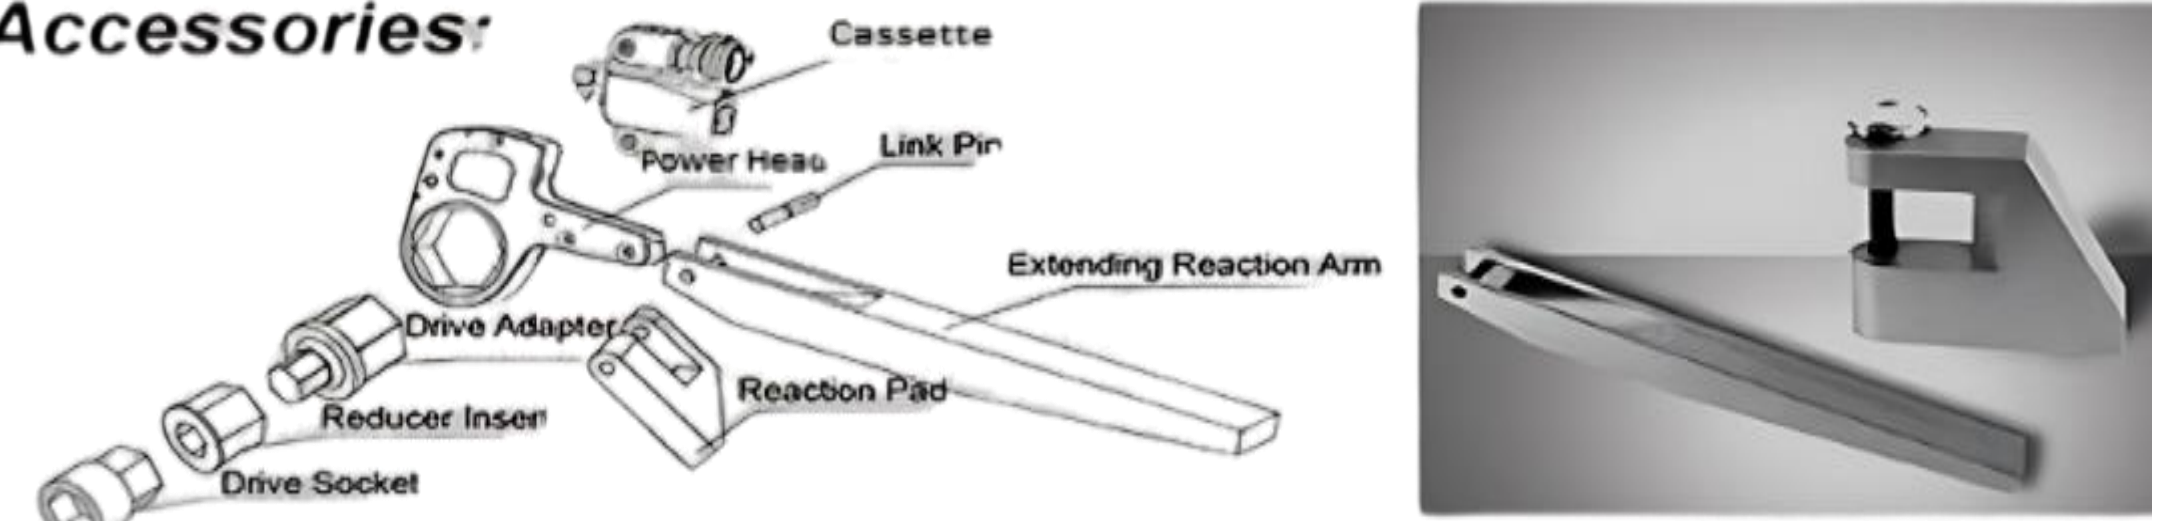 Accessories:
Cassette
Power Head
Link Pin
Extending Reaction Arm
Drive Adapter
Reaction Pad
Reducer Insert
Drive Socket